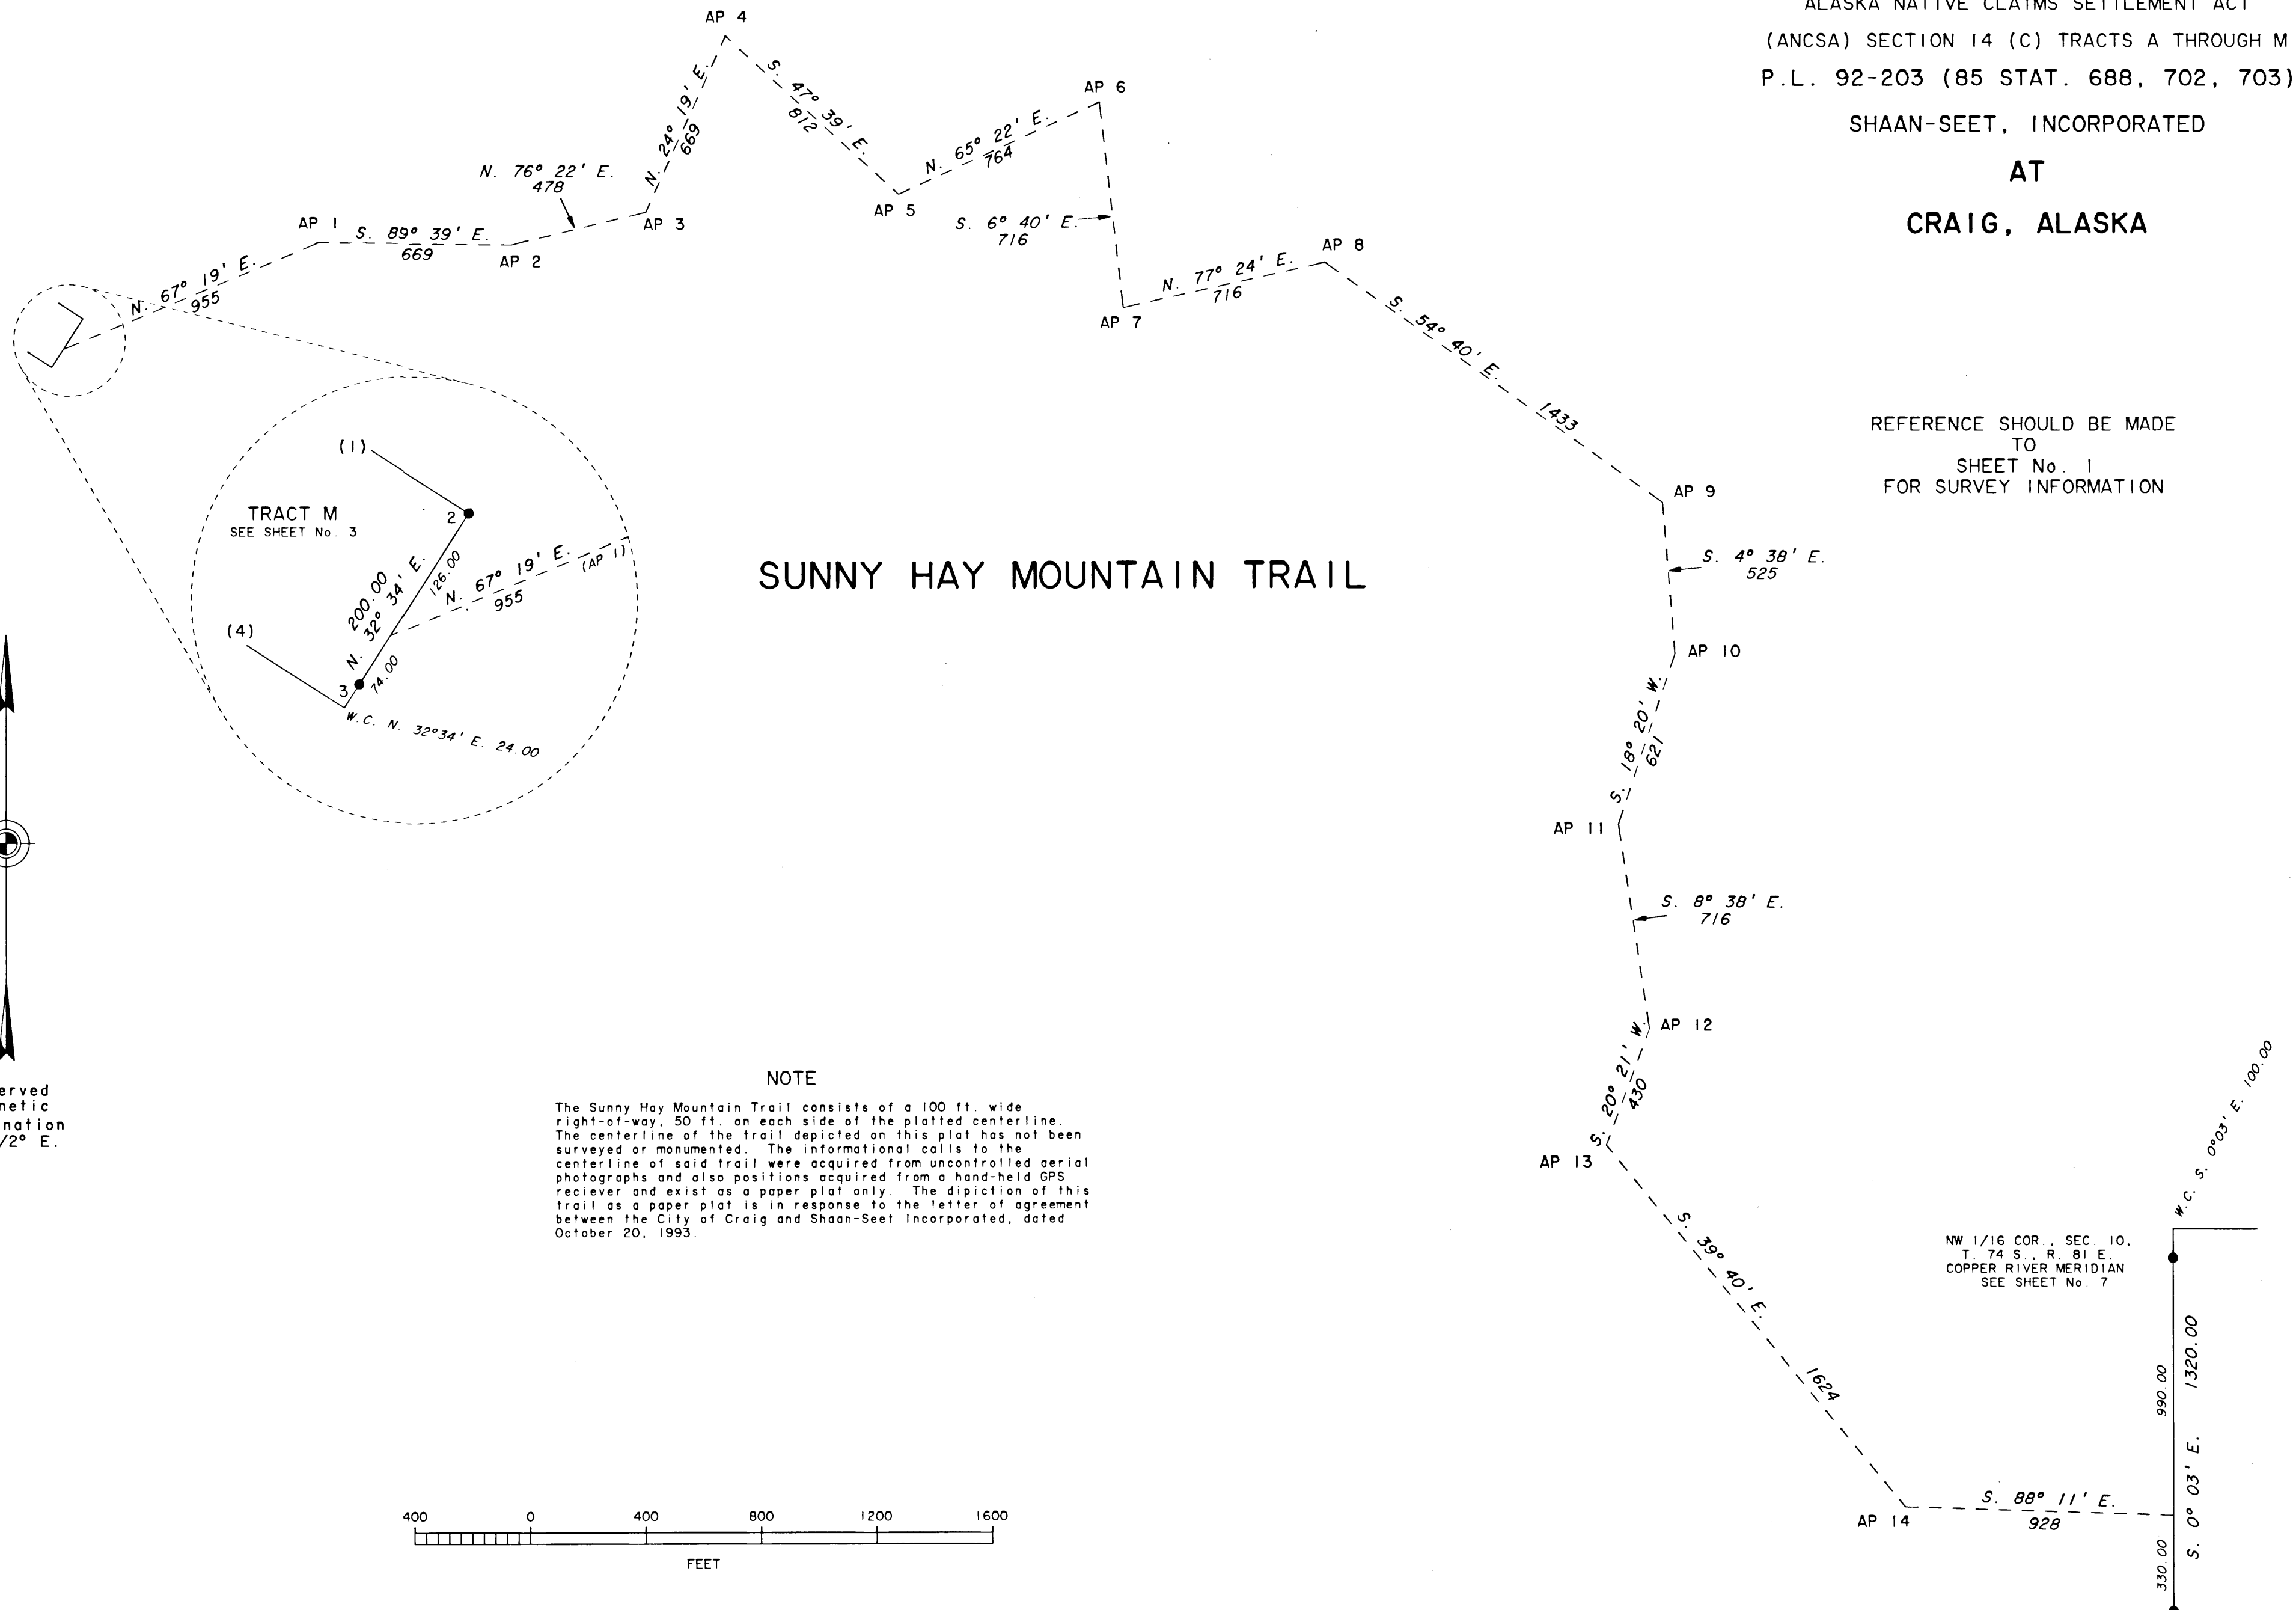 ALASKA NATIVE CLAIMS SETTLEMENT ACT
(ANCSA) SECTION 14 (C) TRACTS A THROUGH M
P.L. 92-203 (85 STAT. 688, 702, 703)
SHAAN-SEET, INCORPORATED
AT
CRAIG, ALASKA
REFERENCE SHOULD BE MADE
TO
SHEET No. 1
FOR SURVEY INFORMATION
N. 67° 19' E.
955
AP 1
S. 89° 39' E.
669
AP 2
N. 76° 22' E.
478
AP 3
N. 24° 19' E.
669
AP 4
S. 47° 39' E.
812
AP 5
N. 65° 22' E.
764
AP 6
S. 6° 40' E.
716
AP 7
N. 77° 24' E.
716
AP 8
S. 54° 40' E.
1433
AP 9
S. 4° 38' E.
525
AP 10
S. 18° 20' W.
621
AP 11
S. 8° 38' E.
716
AP 12
S. 20° 21' W.
430
AP 13
S. 39° 40' E.
1624
AP 14
S. 88° 11' E.
928
(1)
TRACT M
SEE SHEET No. 3
2
200.00
N. 32° 34' E.
126.00
N. 67° 19' E.
955
(AP 1)
(4)
3
74.00
W.C. N. 32°34' E. 24.00
SUNNY HAY MOUNTAIN TRAIL
erved
netic
nation
/2° E.
NOTE
The Sunny Hay Mountain Trail consists of a 100 ft. wide
right-of-way, 50 ft. on each side of the platted centerline.
The centerline of the trail depicted on this plat has not been
surveyed or monumented. The informational calls to the
centerline of said trail were acquired from uncontrolled aerial
photographs and also positions acquired from a hand-held GPS
reciever and exist as a paper plat only. The dipiction of this
trail as a paper plat is in response to the letter of agreement
between the City of Craig and Shaan-Seet Incorporated, dated
October 20, 1993.
W.C. S. 0°03' E. 100.00
NW 1/16 COR., SEC. 10,
T. 74 S., R. 81 E.
COPPER RIVER MERIDIAN
SEE SHEET No. 7
990.00
1320.00
S. 0° 03' E.
330.00
400 0 400 800 1200 1600
FEET